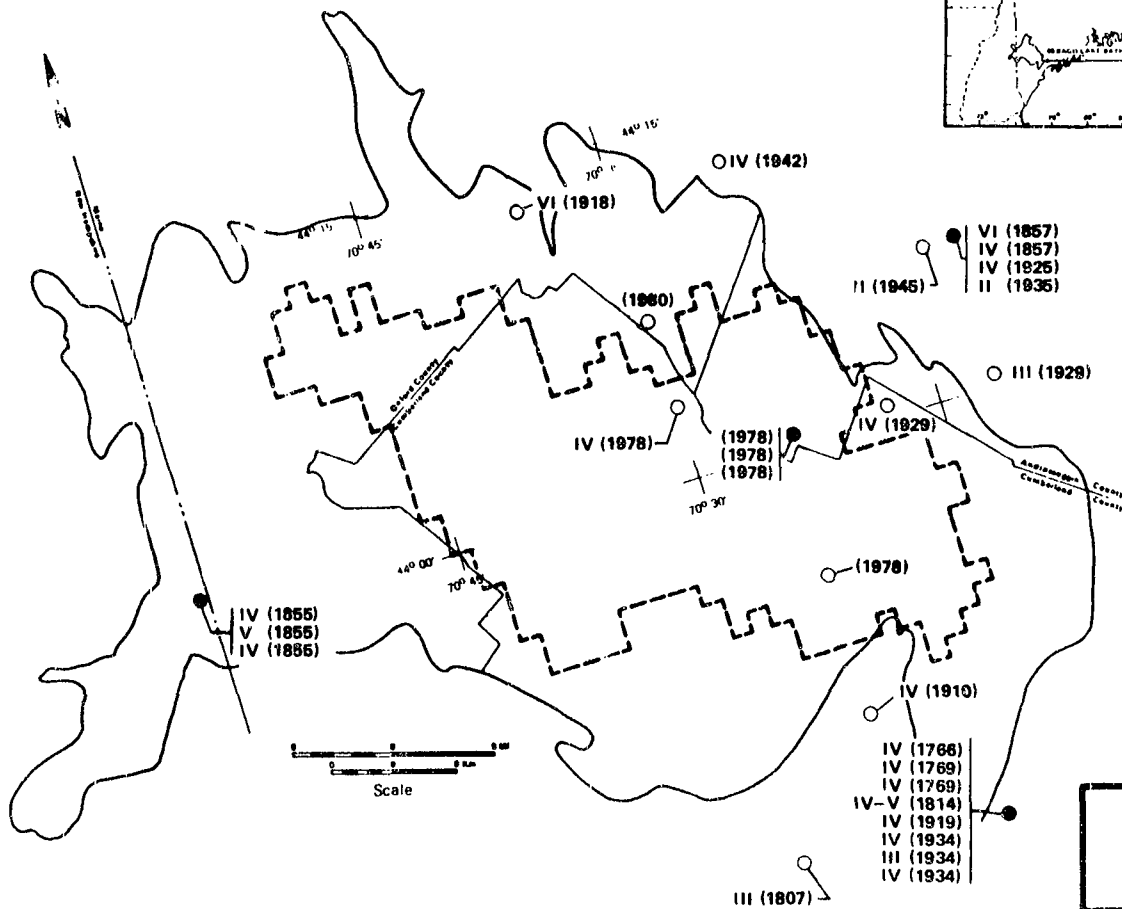 N
44° 15'
IV (1942)
VI (1918)
44° 15'
70° 45'
VI (1857)
IV (1857)
IV (1925)
II (1935)
II (1945)
(1980)
Oxford County
Cumberland County
III (1929)
IV (1929)
IV (1978)
(1978)
(1978)
(1978)
70° 30'
Androscoggin County
Cumberland County
44° 00'
70° 45'
(1978)
IV (1855)
V (1855)
IV (1855)
IV (1910)
Scale
IV (1766)
IV (1769)
IV (1769)
IV-V (1814)
IV (1919)
IV (1934)
III (1934)
IV (1934)
III (1807)